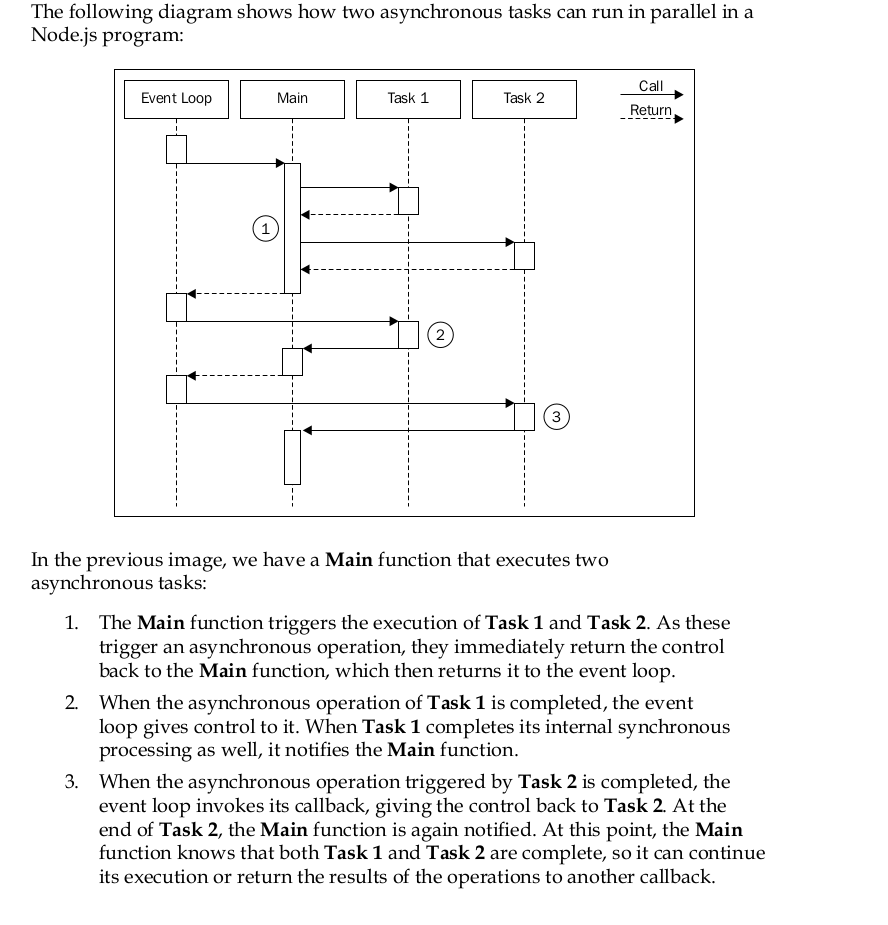 The following diagram shows how two asynchronous tasks can run in parallel in a
Node.js program:
Event Loop
Main
Task 1
Task 2
Call
Return
1
2
3
In the previous image, we have a Main function that executes two
asynchronous tasks:
1. The Main function triggers the execution of Task 1 and Task 2. As these
trigger an asynchronous operation, they immediately return the control
back to the Main function, which then returns it to the event loop.
2. When the asynchronous operation of Task 1 is completed, the event
loop gives control to it. When Task 1 completes its internal synchronous
processing as well, it notifies the Main function.
3. When the asynchronous operation triggered by Task 2 is completed, the
event loop invokes its callback, giving the control back to Task 2. At the
end of Task 2, the Main function is again notified. At this point, the Main
function knows that both Task 1 and Task 2 are complete, so it can continue
its execution or return the results of the operations to another callback.